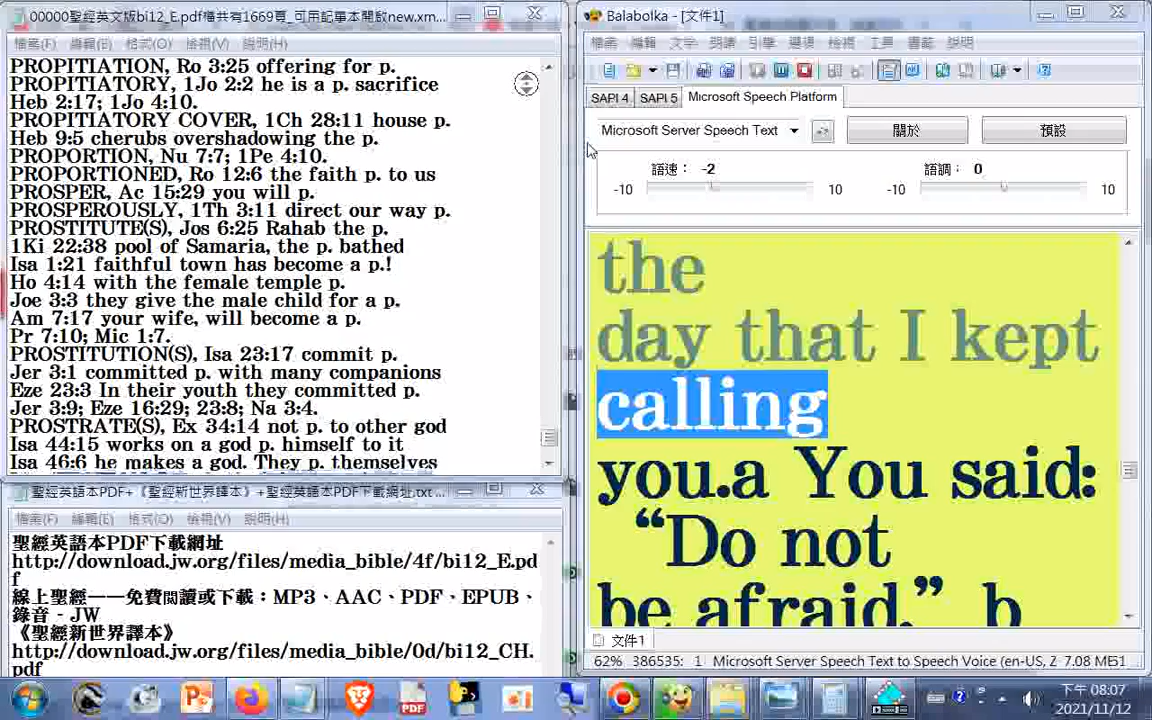 00000聖經英文版bi12_E.pdf檔共有1669頁_可用記事本開啟new.xm...
檔案(F) 編輯(E) 格式(O) 檢視(V) 說明(H)
PROPITIATION, Ro 3:25 offering for p.
PROPITIATORY, 1Jo 2:2 he is a p. sacrifice
Heb 2:17; 1Jo 4:10.
PROPITIATORY COVER, 1Ch 28:11 house p.
Heb 9:5 cherubs overshadowing the p.
PROPORTION, Nu 7:7; 1Pe 4:10.
PROPORTIONED, Ro 12:6 the faith p. to us
PROSPER, Ac 15:29 you will p.
PROSPEROUSLY, 1Th 3:11 direct our way p.
PROSTITUTE(S), Jos 6:25 Rahab the p.
1Ki 22:38 pool of Samaria, the p. bathed
Isa 1:21 faithful town has become a p.!
Ho 4:14 with the female temple p.
Joe 3:3 they give the male child for a p.
Am 7:17 your wife, will become a p.
Pr 7:10; Mic 1:7.
PROSTITUTION(S), Isa 23:17 commit p.
Jer 3:1 committed p. with many companions
Eze 23:3 In their youth they committed p.
Jer 3:9; Eze 16:29; 23:8; Na 3:4.
PROSTRATE(S), Ex 34:14 not p. to other god
Isa 44:15 works on a god p. himself to it
Isa 46:6 he makes a god. They p. themselves
聖經英語本PDF+《聖經新世界譯本》+聖經英語本PDF下載網址.txt ...
檔案(F) 編輯(E) 格式(O) 檢視(V) 說明(H)
聖經英語本PDF下載網址
http://download.jw.org/files/media_bible/4f/bi12_E.pd
f
線上聖經——免費閱讀或下載：MP3、AAC、PDF、EPUB、
錄音 - JW
《聖經新世界譯本》
http://download.jw.org/files/media_bible/0d/bi12_CH.
pdf
Balabolka - [文件1]
檔案 編輯 文字 朗讀 引擎 選項 檢視 工具 書籤 說明
SAPI 4 SAPI 5 Microsoft Speech Platform
Microsoft Server Speech Text 關於 預設
語速： -2 語調： 0
-10 10 -10 10
the
day that I kept
calling
you.a You said:
“Do not
be afraid.” b
文件1
62% 386535: 1 Microsoft Server Speech Text to Speech Voice (en-US, Z 7.08 ME51
下午 08:07
2021/11/12